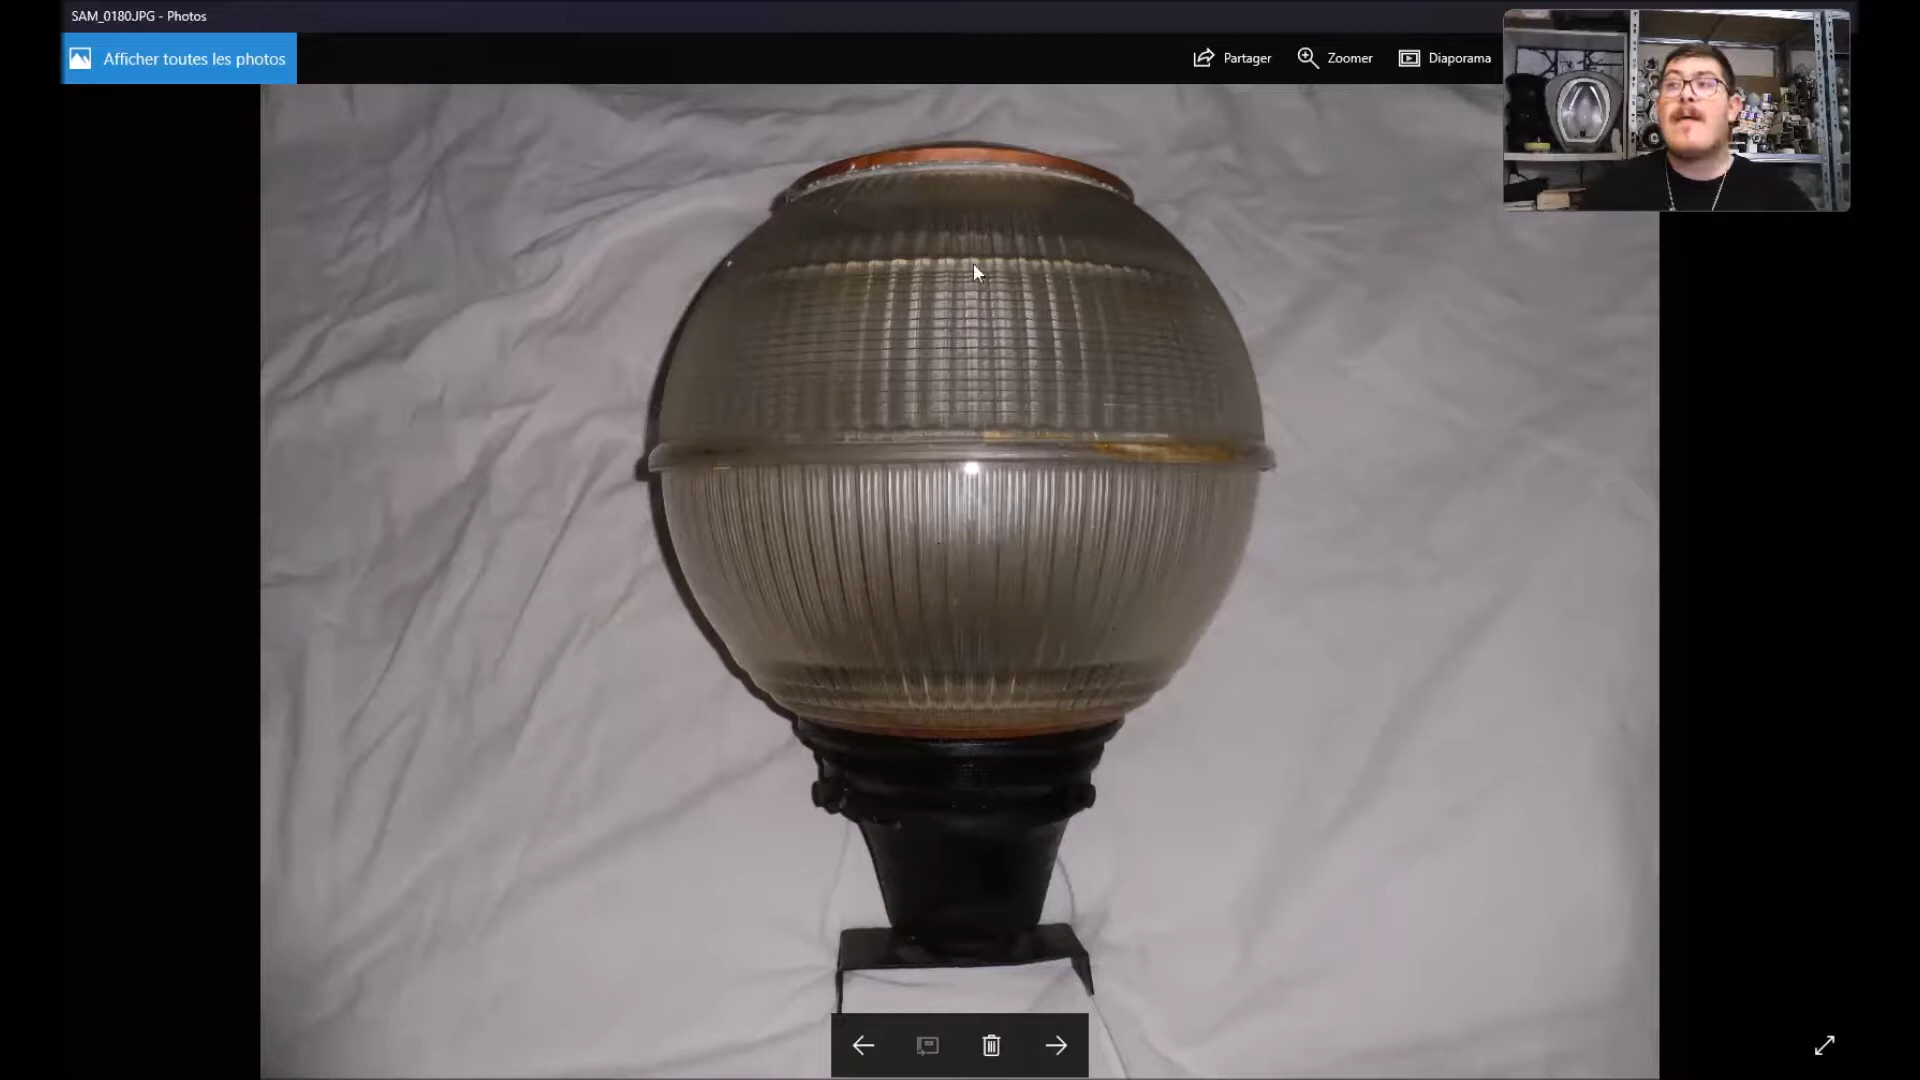 SAM_0180.JPG - Photos
Afficher toutes les photos
Partager
Zoomer
Diaporama